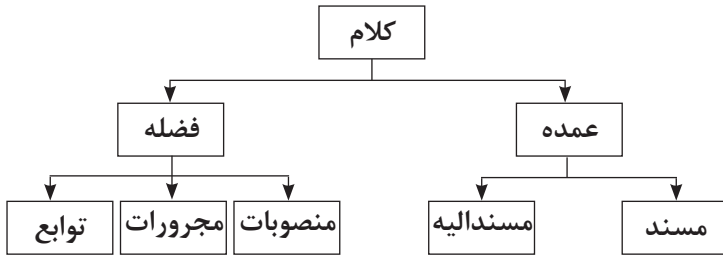 کلام
عمده
فضله
مسند
مسندالیه
منصوبات
مجرورات
توابع